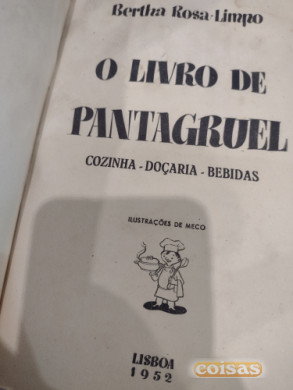 Bertha Rosa-Limpo
O LIVRO DE
PANTAGRUEL
COZINHA - DOÇARIA - BEBIDAS
ILUSTRAÇÕES DE MECO
LISBOA
1952
coisas